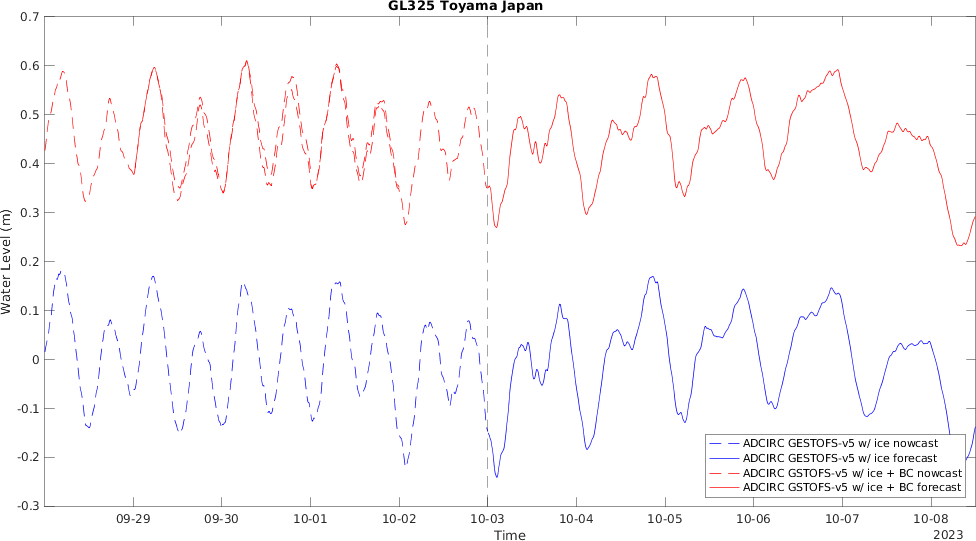 GL325 Toyama Japan
0.7
0.6
0.5
0.4
0.3
0.2
0.1
0
-0.1
-0.2
-0.3
Water Level (m)
ADCIRC GESTOFS-v5 w/ ice nowcast
ADCIRC GESTOFS-v5 w/ ice forecast
ADCIRC GSTOFS-v5 w/ ice + BC nowcast
ADCIRC GSTOFS-v5 w/ ice + BC forecast
09-29 09-30 10-01 10-02 10-03 10-04 10-05 10-06 10-07 10-08
Time
2023